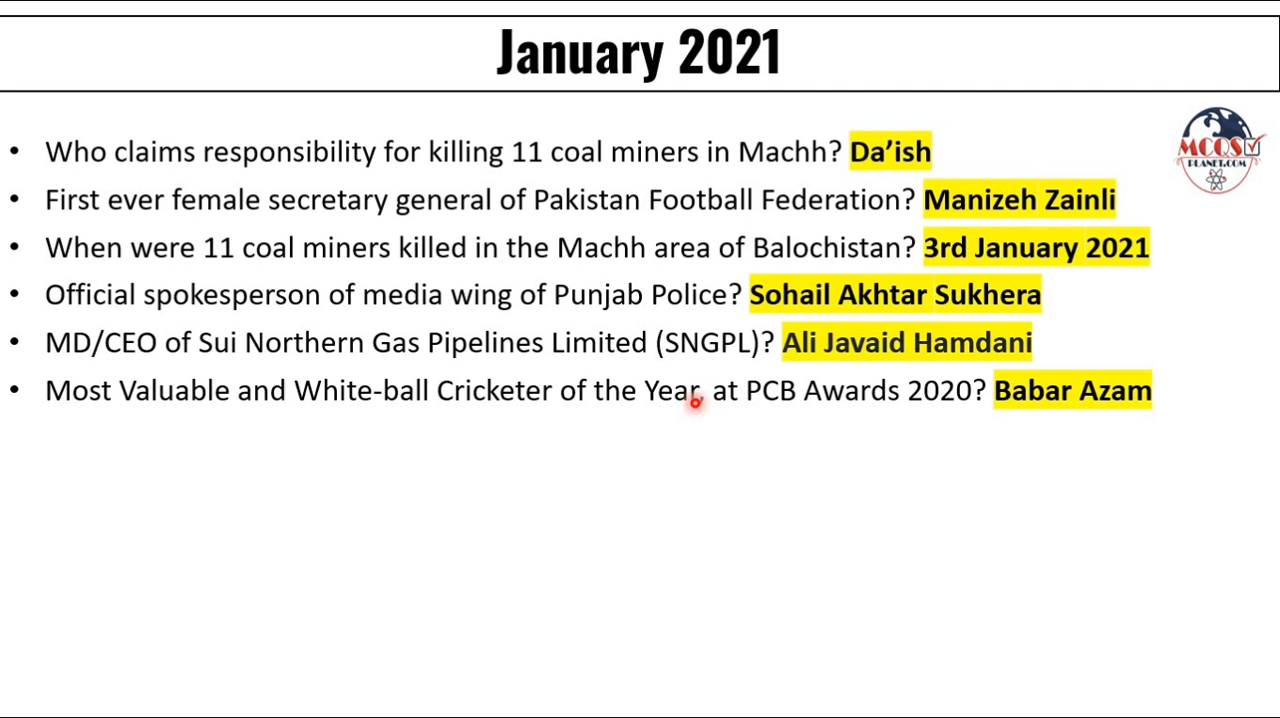 January 2021
• Who claims responsibility for killing 11 coal miners in Machh? Da’ish
• First ever female secretary general of Pakistan Football Federation? Manizeh Zainli
• When were 11 coal miners killed in the Machh area of Balochistan? 3rd January 2021
• Official spokesperson of media wing of Punjab Police? Sohail Akhtar Sukhera
• MD/CEO of Sui Northern Gas Pipelines Limited (SNGPL)? Ali Javaid Hamdani
• Most Valuable and White-ball Cricketer of the Year, at PCB Awards 2020? Babar Azam
MCQS
PLANET.COM